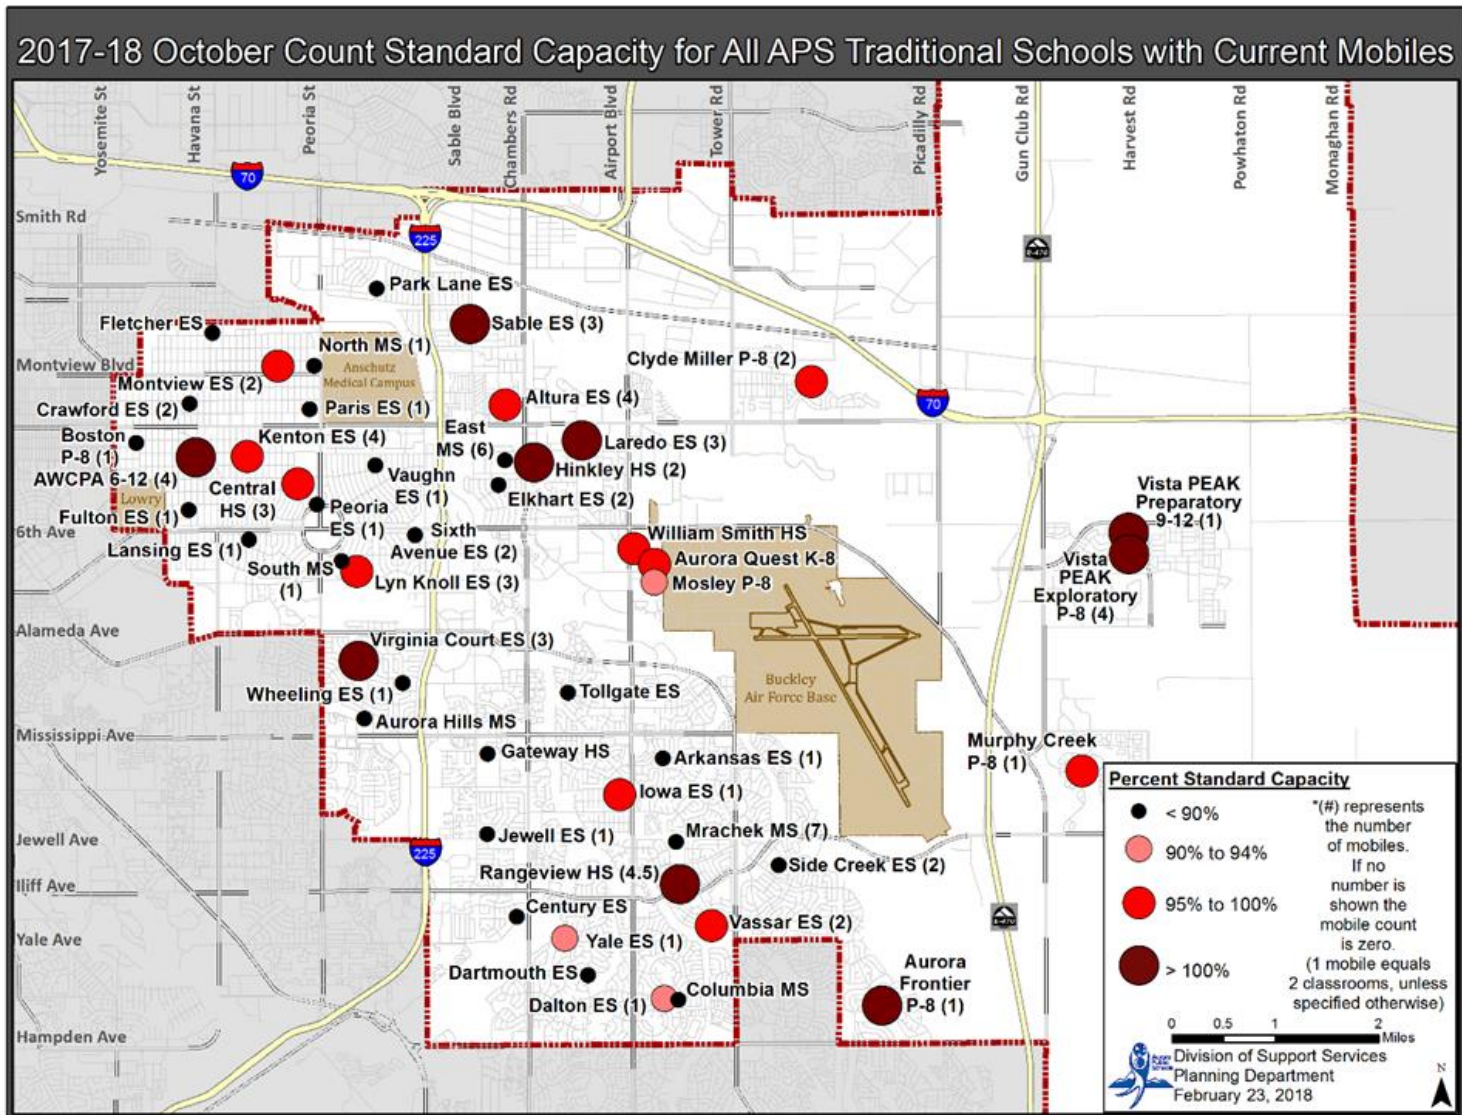 2017-18 October Count Standard Capacity for All APS Traditional Schools with Current Mobiles
Yosemite St
Havana St
Peoria St
Sable Blvd
Chambers Rd
Airport Blvd
Tower Rd
Picadilly Rd
Gun Club Rd
Harvest Rd
Powhaton Rd
Monaghan Rd
70
Smith Rd
225
Park Lane ES
Fletcher ES
Sable ES (3)
North MS (1)
Montview Blvd
Anschutz
Medical Campus
Clyde Miller P-8 (2)
Montview ES (2)
70
Crawford ES (2)
Paris ES (1)
Altura ES (4)
Boston
P-8 (1)
Kenton ES (4)
East
MS (6)
Laredo ES (3)
AWCPA 6-12 (4)
Hinkley HS (2)
Vaughn
ES (1)
Central
HS (3)
Elkhart ES (2)
Lowry
Vista PEAK
Preparatory
9-12 (1)
Fulton ES (1)
Peoria
ES (1)
6th Ave
Sixth
Avenue ES (2)
William Smith HS
Lansing ES (1)
Aurora Quest K-8
Vista
PEAK
Exploratory
P-8 (4)
South MS
(1)
Lyn Knoll ES (3)
Mosley P-8
Alameda Ave
Virginia Court ES (3)
Buckley
Air Force Base
Wheeling ES (1)
Tollgate ES
Aurora Hills MS
Mississippi Ave
Gateway HS
Arkansas ES (1)
Murphy Creek
P-8 (1)
Iowa ES (1)
Jewell Ave
Jewell ES (1)
Mrachek MS (7)
225
Side Creek ES (2)
Iliff Ave
Rangeview HS (4.5)
Century ES
Vassar ES (2)
Yale Ave
Yale ES (1)
Dartmouth ES
Aurora
Frontier
P-8 (1)
Dalton ES (1)
Columbia MS
Hampden Ave
Percent Standard Capacity
< 90%
90% to 94%
95% to 100%
> 100%
*(#) represents
the number
of mobiles.
If no
number is
shown the
mobile count
is zero.
(1 mobile equals
2 classrooms, unless
specified otherwise)
0 0.5 1 2
Miles
Division of Support Services
Planning Department
February 23, 2018
N